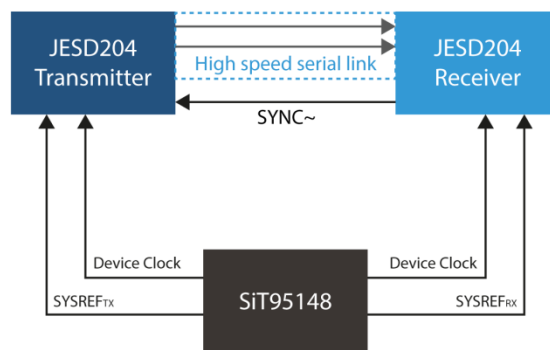 JESD204
Transmitter
High speed serial link
JESD204
Receiver
SYNC~
Device Clock
Device Clock
SYSREFTX
SiT95148
SYSREFRX